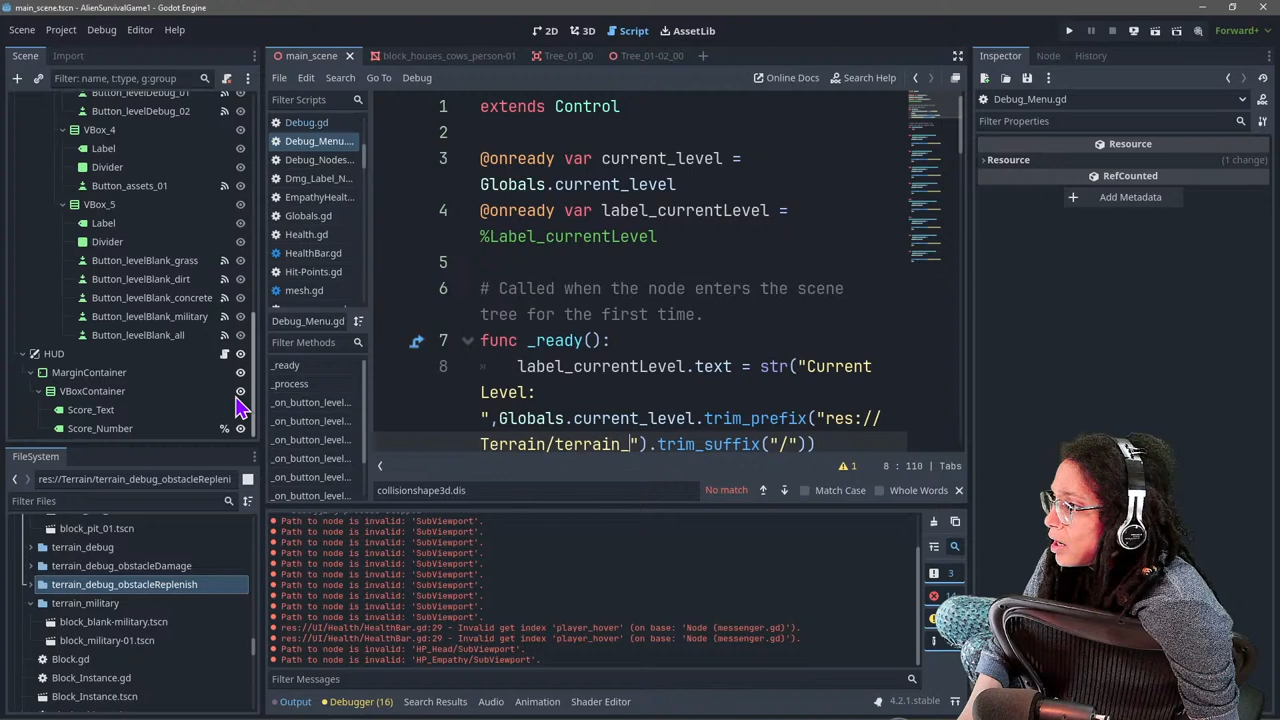 main_scene.tscn - AlienSurvivalGame1 - Godot Engine
Scene Project Debug Editor Help
2D 3D Script AssetLib
Forward+
Scene Import
main_scene block_houses_cows_person-01 Tree_01_00 Tree_01-02_00
Inspector Node History
Filter: name, t:type, g:group
File Edit Search Go To Debug
Online Docs Search Help
Button_levelDebug_01
Button_levelDebug_02
VBox_4
Label
Divider
Button_assets_01
VBox_5
Label
Divider
Button_levelBlank_grass
Button_levelBlank_dirt
Button_levelBlank_concrete
Button_levelBlank_military
Button_levelBlank_all
HUD
MarginContainer
VBoxContainer
Score_Text
Score_Number %
FileSystem
res://Terrain/terrain_debug_obstacleRepleni
Filter Files
block_pit_01.tscn
terrain_debug
terrain_debug_obstacleDamage
terrain_debug_obstacleReplenish
terrain_military
block_blank-military.tscn
block_military-01.tscn
Block.gd
Block_Instance.gd
Block_Instance.tscn
Filter Scripts
Debug.gd
Debug_Menu....
Debug_Nodes...
Dmg_Label_N...
EmpathyHealt...
Globals.gd
Health.gd
HealthBar.gd
Hit-Points.gd
mesh.gd
Debug_Menu.gd
Filter Methods
_ready
_process
_on_button_level...
_on_button_level...
_on_button_level...
_on_button_level...
_on_button_level...
_on_button_level...
1 extends Control
2
3 @onready var current_level =
Globals.current_level
4 @onready var label_currentLevel =
%Label_currentLevel
5
6 # Called when the node enters the scene
tree for the first time.
7 func _ready():
8 label_currentLevel.text = str("Current
Level:
",Globals.current_level.trim_prefix("res://
Terrain/terrain_").trim_suffix("/"))
1 8 : 110 Tabs
collisionshape3d.dis No match Match Case Whole Words
Path to node is invalid: 'SubViewport'.
Path to node is invalid: 'SubViewport'.
Path to node is invalid: 'SubViewport'.
Path to node is invalid: 'SubViewport'.
Path to node is invalid: 'SubViewport'.
Path to node is invalid: 'SubViewport'.
Path to node is invalid: 'SubViewport'.
Path to node is invalid: 'SubViewport'.
Path to node is invalid: 'SubViewport'.
Path to node is invalid: 'SubViewport'.
res://UI/Health/HealthBar.gd:29 - Invalid get index 'player_hover' (on base: 'Node (messenger.gd)').
res://UI/Health/HealthBar.gd:29 - Invalid get index 'player_hover' (on base: 'Node (messenger.gd)').
Path to node is invalid: 'HP_Head/SubViewport'.
Path to node is invalid: 'HP_Empathy/SubViewport'.
3
Filter Messages
Output Debugger (16) Search Results Audio Animation Shader Editor
4.2.1.stable
Debug_Menu.gd
Filter Properties
Resource
Resource (1 change)
RefCounted
Add Metadata